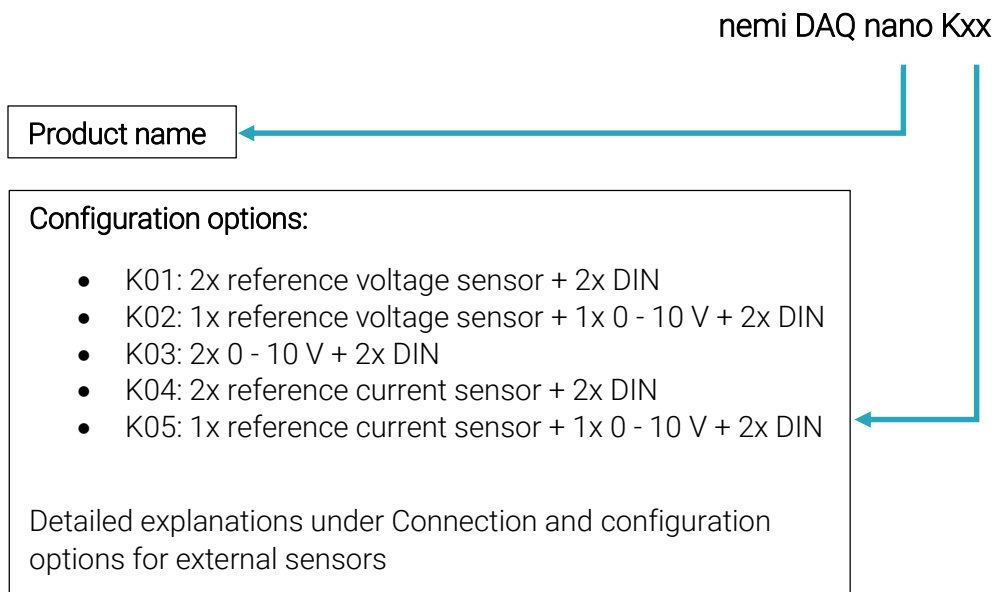 nemi DAQ nano Kxx
Product name
Configuration options:
• K01: 2x reference voltage sensor + 2x DIN
• K02: 1x reference voltage sensor + 1x 0 - 10 V + 2x DIN
• K03: 2x 0 - 10 V + 2x DIN
• K04: 2x reference current sensor + 2x DIN
• K05: 1x reference current sensor + 1x 0 - 10 V + 2x DIN
Detailed explanations under Connection and configuration
options for external sensors